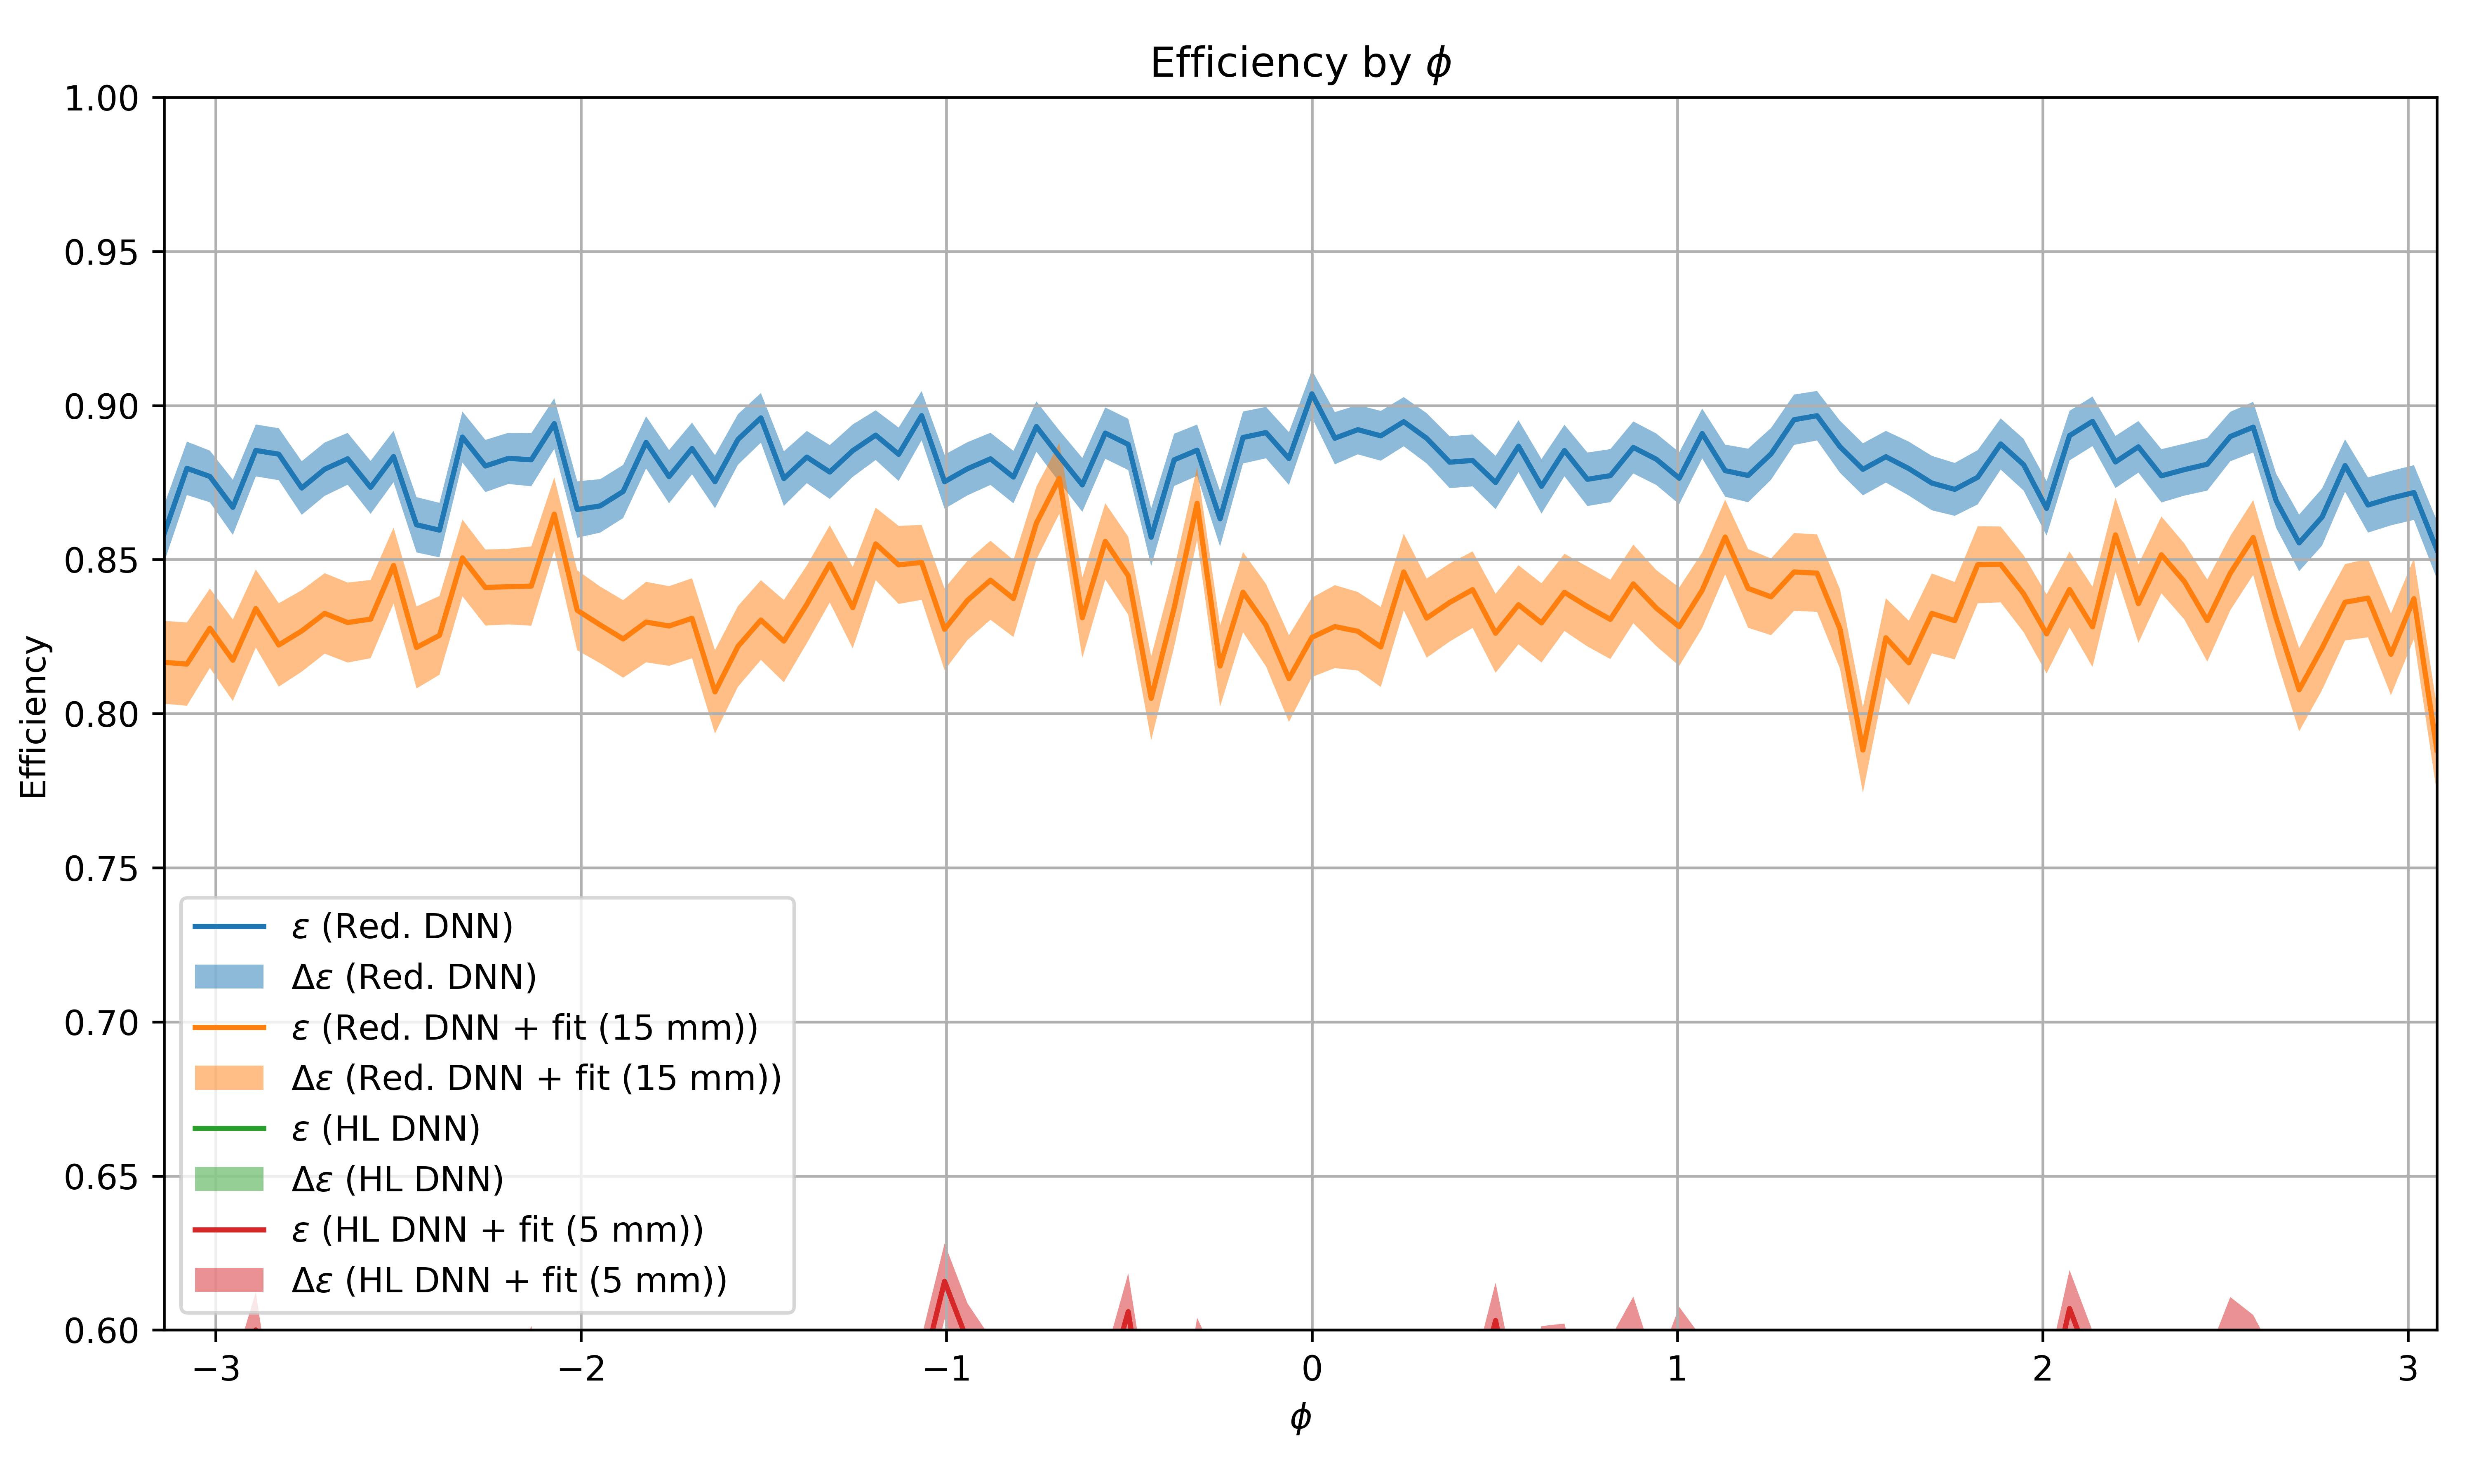 Efficiency by ϕ
1.00
0.95
0.90
0.85
0.80
0.75
0.70
0.65
0.60
Efficiency
ε (Red. DNN)
Δε (Red. DNN)
ε (Red. DNN + fit (15 mm))
Δε (Red. DNN + fit (15 mm))
ε (HL DNN)
Δε (HL DNN)
ε (HL DNN + fit (5 mm))
Δε (HL DNN + fit (5 mm))
−3 −2 −1 0 1 2 3
ϕ